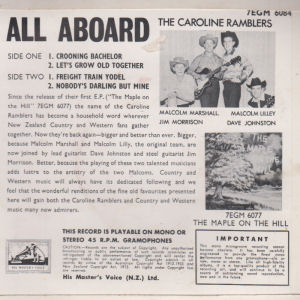 7EGM 6084
ALL ABOARD
THE CAROLINE RAMBLERS
SIDE ONE 1. CROONING BACHELOR
2. LET'S GROW OLD TOGETHER
SIDE TWO 1. FREIGHT TRAIN YODEL
2. NOBODY'S DARLING BUT MINE
Since the release of their first E.P. ("The Maple on
the Hill" 7EGM 6077) the name of the Caroline
Ramblers has become a household word wherever
New Zealand Country and Western fans gather
together. Now they're back again—bigger and better than ever. Bigger,
because Malcolm Marshall and Malcolm Lilley, the original team, are
now joined by lead guitarist Dave Johnston and steel guitarist Jim
Morrison. Better, because the playing of these two talented musicians
adds lustre to the artistry of the two Malcoms. Country and
Western music will always have its dedicated following and we
feel that the wonderful renditions of the fine old favourites presented
here will gain both the Caroline Ramblers and Country and Western
music many new admirers.
MALCOLM MARSHALL MALCOLM LILLEY
JIM MORRISON DAVE JOHNSTON
7EGM 6077
THE MAPLE ON THE HILL
THIS RECORD IS PLAYABLE ON MONO OR
STEREO 45 R.P.M. GRAMOPHONES
His Master's Voice (N.Z.) Ltd.
HIS MASTER'S VOICE
IMPORTANT